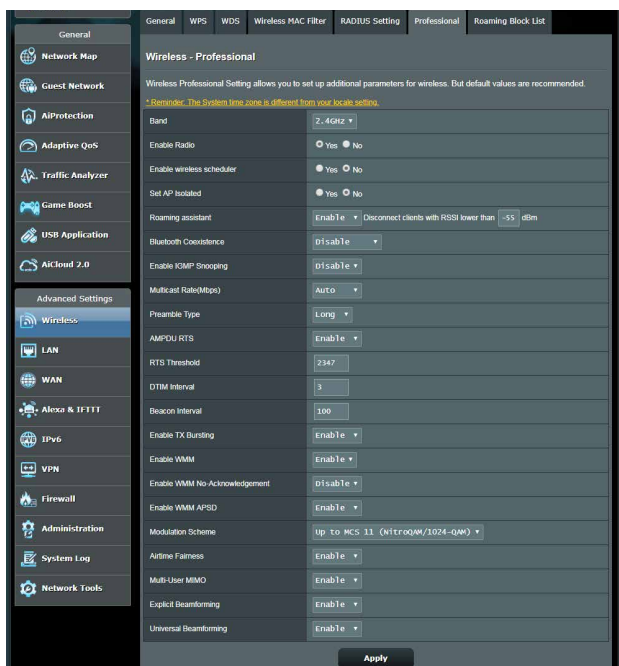 General
Network Map
Guest Network
AiProtection
Adaptive QoS
Traffic Analyzer
Game Boost
USB Application
AiCloud 2.0
Advanced Settings
Wireless
LAN
WAN
Alexa & IFTTT
IPv6
VPN
Firewall
Administration
System Log
Network Tools
General WPS WDS Wireless MAC Filter RADIUS Setting Professional Roaming Block List
Wireless - Professional
Wireless Professional Setting allows you to set up additional parameters for wireless. But default values are recommended.
* Reminder: The System time zone is different from your locale setting.
Band 2.4GHz
Enable Radio Yes No
Enable wireless scheduler Yes No
Set AP Isolated Yes No
Roaming assistant Enable Disconnect clients with RSSI lower than -55 dBm
Bluetooth Coexistence Disable
Enable IGMP Snooping Disable
Multicast Rate(Mbps) Auto
Preamble Type Long
AMPDU RTS Enable
RTS Threshold 2347
DTIM Interval 3
Beacon Interval 100
Enable TX Bursting Enable
Enable WMM Enable
Enable WMM No-Acknowledgement Disable
Enable WMM APSD Enable
Modulation Scheme Up to MCS 11 (NitroQAM/1024-QAM)
Airtime Fairness Enable
Multi-User MIMO Enable
Explicit Beamforming Enable
Universal Beamforming Enable
Apply